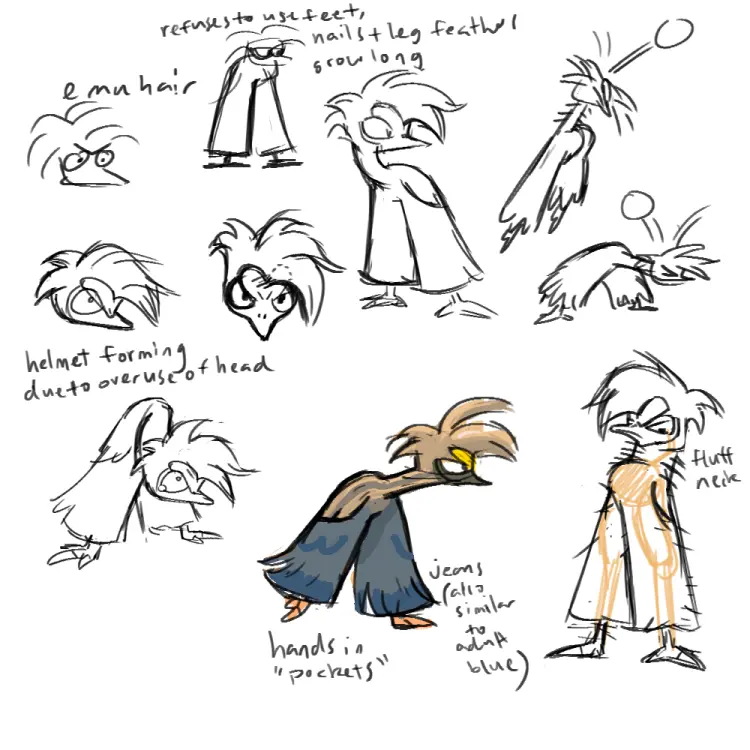 refuses to use feet,
nails + leg feathers
grow long
emu hair
helmet forming
due to overuse of head
fluff
neck
jeans
(also
similar
to
adult
blue)
hands in
"pockets"